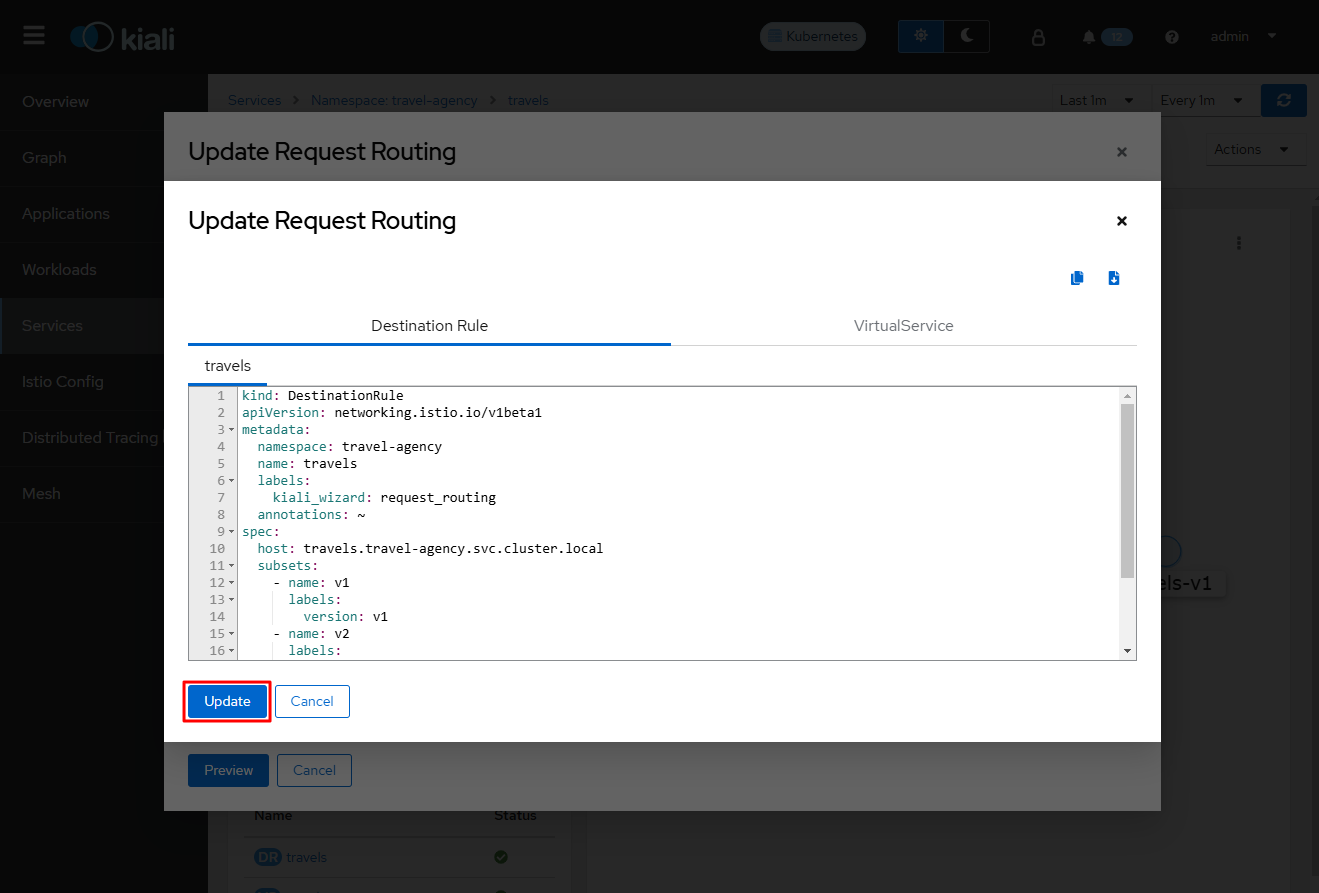 kiali
Kubernetes
12
admin
Overview
Graph
Applications
Workloads
Services
Istio Config
Distributed Tracing
Mesh
Services > Namespace: travel-agency > travels
Last 1m
Every 1m
Actions
Update Request Routing
Update Request Routing
Destination Rule
VirtualService
travels
1 kind: DestinationRule
2 apiVersion: networking.istio.io/v1beta1
3 metadata:
4 namespace: travel-agency
5 name: travels
6 labels:
7 kiali_wizard: request_routing
8 annotations: ~
9 spec:
10 host: travels.travel-agency.svc.cluster.local
11 subsets:
12 - name: v1
13 labels:
14 version: v1
15 - name: v2
16 labels:
els-v1
Update
Cancel
Preview
Cancel
Name
Status
DR travels